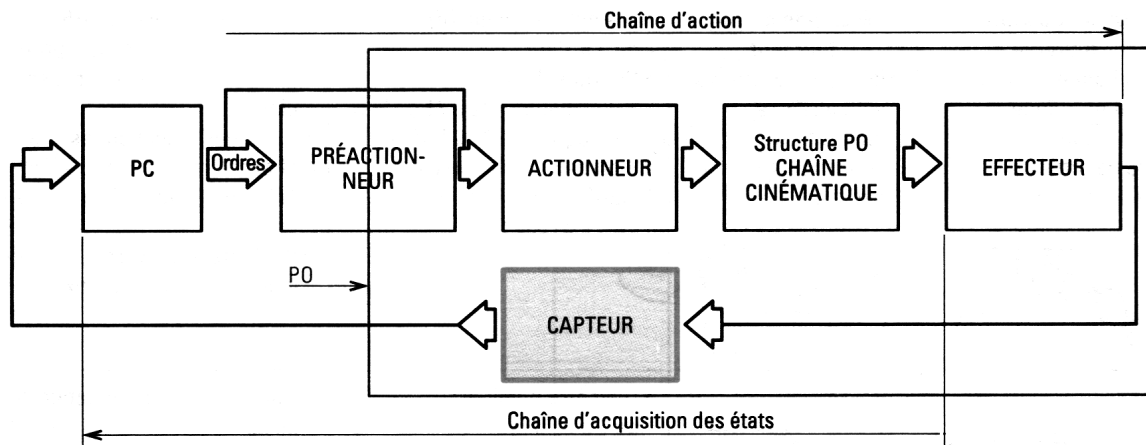 Chaîne d'action
PC
Ordres
PRÉACTION-
NEUR
ACTIONNEUR
Structure PO
CHAÎNE
CINÉMATIQUE
EFFECTEUR
PO
CAPTEUR
Chaîne d'acquisition des états